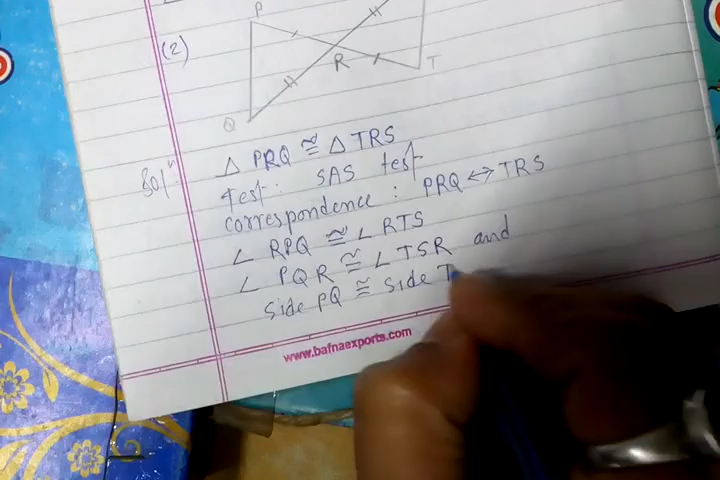 (2)
P
R
T
Q
Solⁿ: △ PRQ ≅ △ TRS
Test: SAS test
correspondence : PRQ ↔ TRS
∠ RPQ ≅ ∠ RTS
∠ PQR ≅ ∠ TSR and
side PQ ≅ side T
www.bafnaexports.com